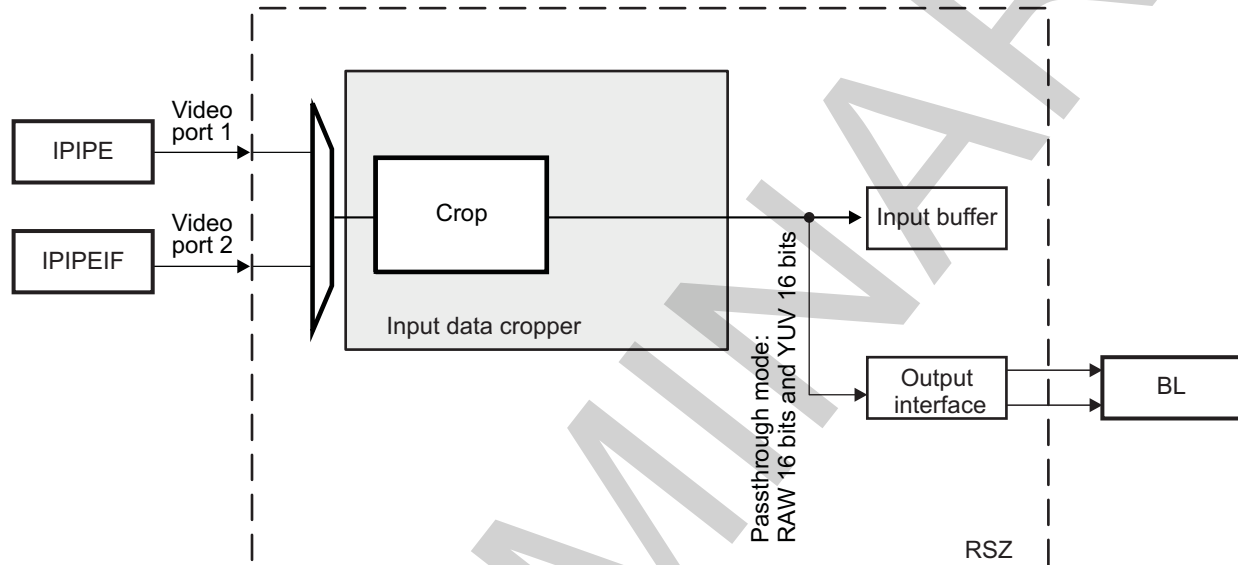 Video
port 1
IPIPE
Video
port 2
IPIPEIF
Crop
Input data cropper
Input buffer
Passthrough mode:
RAW 16 bits and YUV 16 bits
Output
interface
BL
RSZ
MINAR